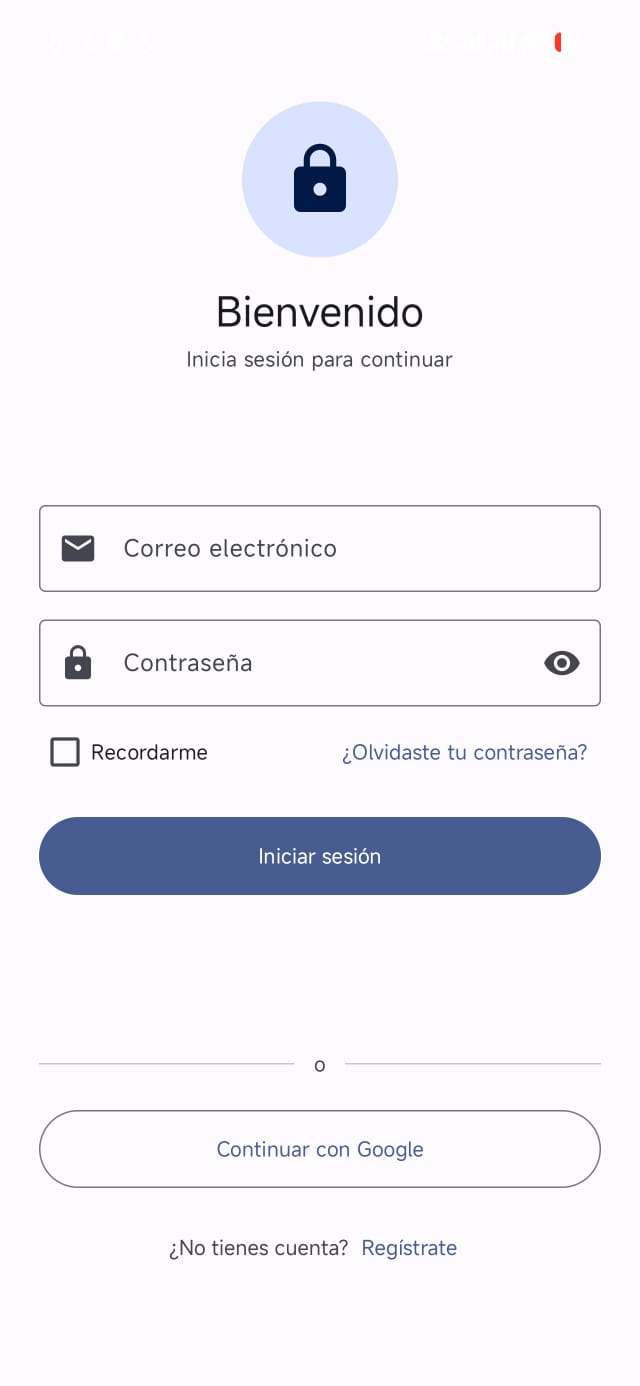 Bienvenido
Inicia sesión para continuar
Correo electrónico
Contraseña
Recordarme
¿Olvidaste tu contraseña?
Iniciar sesión
o
Continuar con Google
¿No tienes cuenta? Regístrate